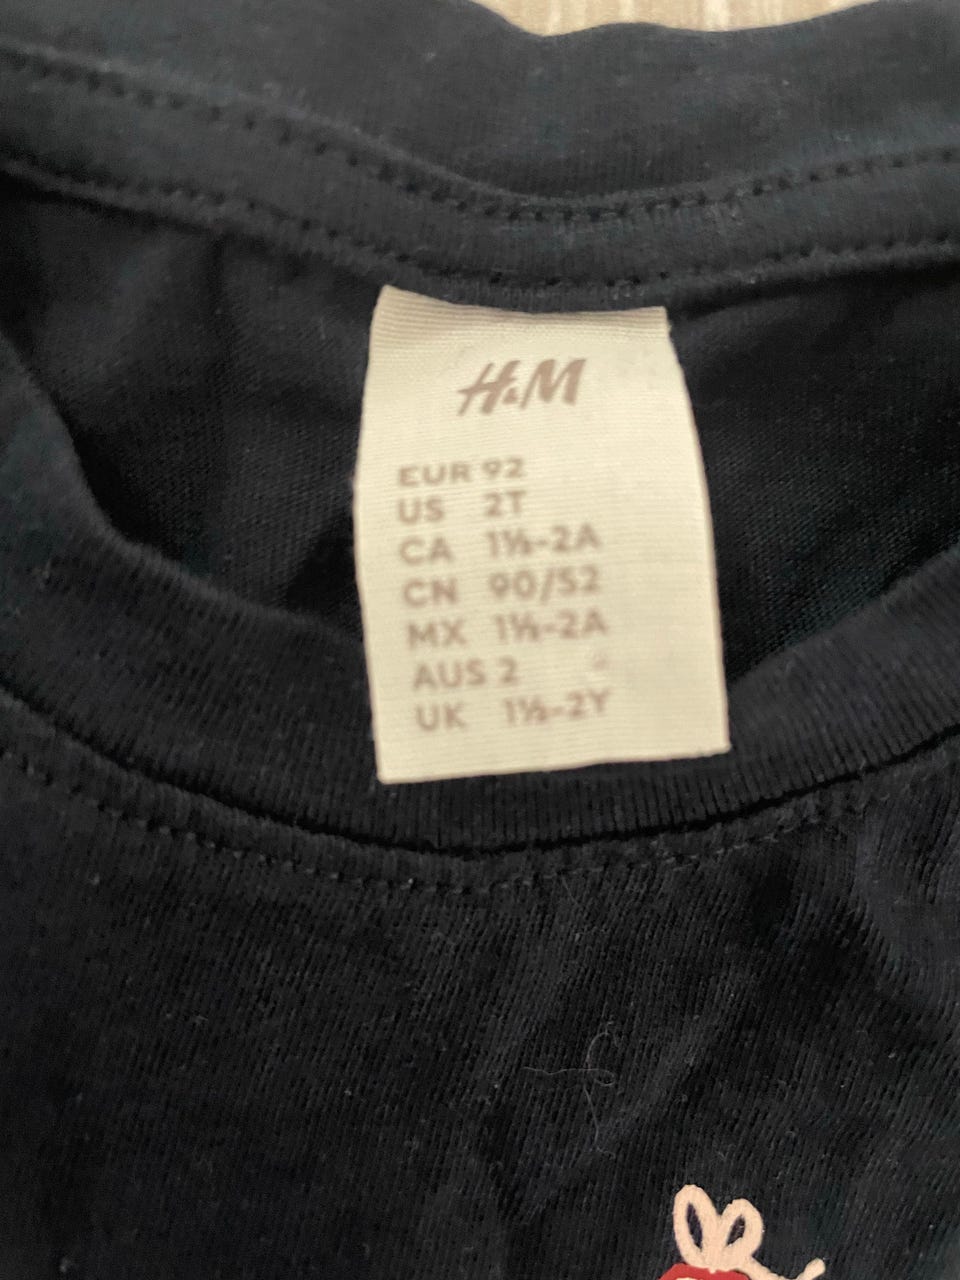 H&M
EUR 92
US 2T
CA 1½-2A
CN 90/52
MX 1½-2A
AUS 2
UK 1½-2Y